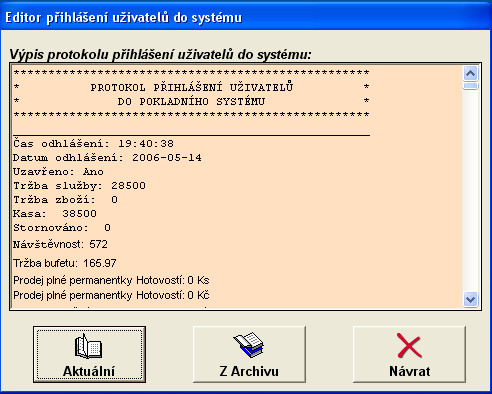 Editor přihlášení uživatelů do systému
Výpis protokolu přihlášení uživatelů do systému:
***************************************************
* PROTOKOL PŘIHLÁŠENÍ UŽIVATELŮ *
* DO POKLADNÍHO SYSTÉMU *
***************************************************
___________________________________________________
Čas odhlášení: 19:40:38
Datum odhlášení: 2006-05-14
Uzavřeno: Ano
Tržba služby: 28500
Tržba zboží: 0
Kasa: 38500
Stornováno: 0
Návštěvnost: 572
Tržba bufetu: 165.97
Prodej plné permanentky Hotovostí: 0 Ks
Prodej plné permanentky Hotovostí: 0 Kč
Aktuální
Z Archivu
Návrat